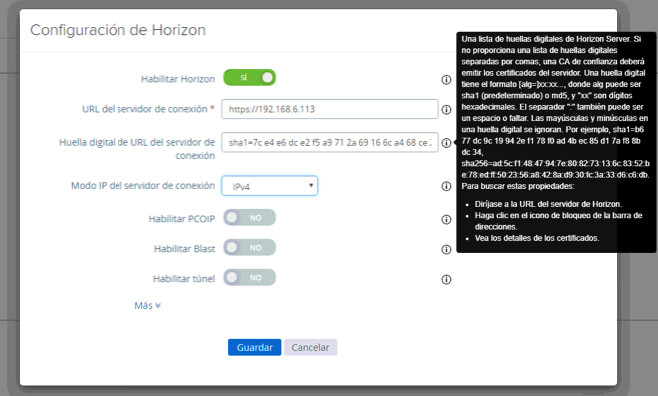 Configuración de Horizon
Habilitar Horizon
SÍ
URL del servidor de conexión *
https://192.168.6.113
Huella digital de URL del servidor de
conexión
sha1=7c e4 e6 dc e2 f5 a9 71 2a 69 16 6c a4 68 ce 2
Modo IP del servidor de conexión
IPv4
Habilitar PCOIP
NO
Habilitar Blast
NO
Habilitar túnel
NO
Más
Guardar
Cancelar
Una lista de huellas digitales de Horizon Server. Si
no proporciona una lista de huellas digitales
separadas por comas, una CA de confianza deberá
emitir los certificados del servidor. Una huella digital
tiene el formato [alg=]xx:xx..., donde alg puede ser
sha1 (predeterminado) o md5, y "xx" son dígitos
hexadecimales. El separador ":" también puede ser
un espacio o faltar. Las mayúsculas y minúsculas en
una huella digital se ignoran. Por ejemplo, sha1=b6
77 dc 9c 19 94 2e f1 78 f0 ad 4b ec 85 d1 7a f8 8b
dc 34,
sha256=ad:5c:f1:48:47:94:7e:80:82:73:13:6c:83:52:b
e:78:ed:ff:50:23:56:a8:42:8a:d9:30:fc:3a:33:d6:c6:db.
Para buscar estas propiedades:
• Diríjase a la URL del servidor de Horizon.
• Haga clic en el icono de bloqueo de la barra de
direcciones.
• Vea los detalles de los certificados.